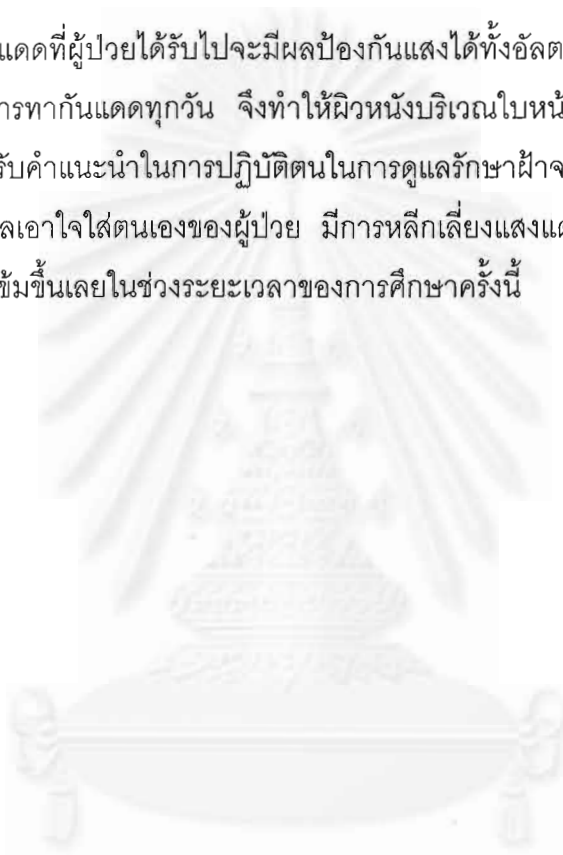 แดดที่ผู้ป่วยได้รับไปจะมีผลป้องกันแสงได้ทั้งอัลต
ารทากันแดดทุกวัน จึงทำให้ผิวหนังบริเวณใบหน้
รับคำแนะนำในการปฏิบัติตนในการดูแลรักษาฝ้าจ
ลเอาใจใส่ตนเองของผู้ป่วย มีการหลีกเลี่ยงแสงแด
ข้มขึ้นเลยในช่วงระยะเวลาของการศึกษาครั้งนี้